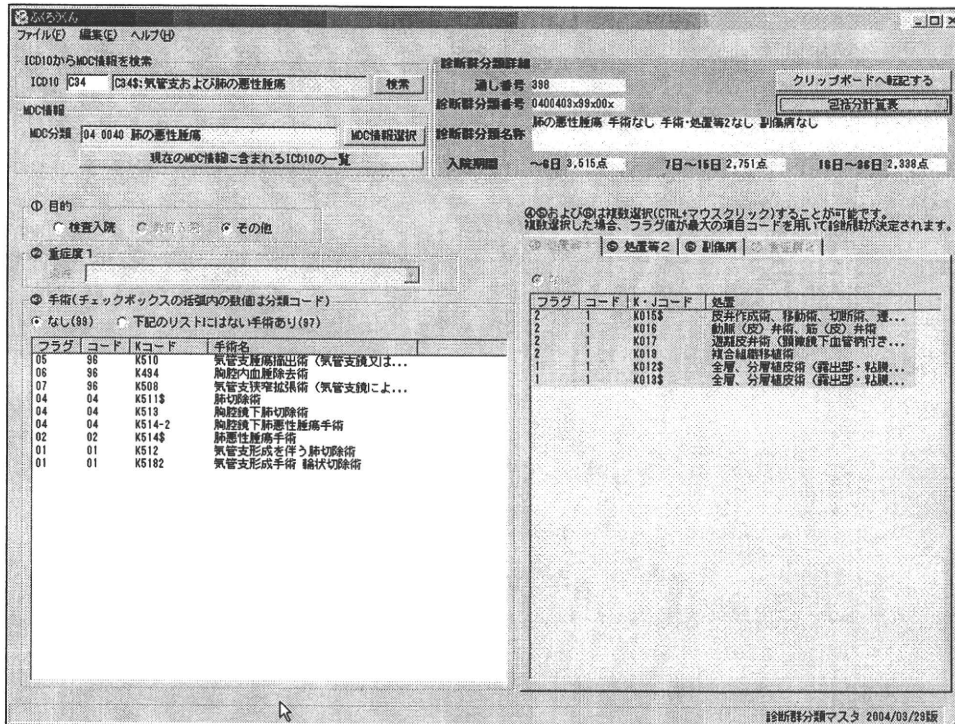 ふくろうくん
ファイル(F) 編集(E) ヘルプ(H)
ICD10からMDC情報を検索
ICD10 C34 C34$:気管支および肺の悪性腫瘍 検索
MDC情報
MDC分類 04 0040 肺の悪性腫瘍 MDC情報選択
現在のMDC情報に含まれるICD10の一覧
診断群分類詳細
通し番号 398
クリップボードへ転記する
診断群分類番号 0400403x99x00x
包括分計算表
診断群分類名称 肺の悪性腫瘍 手術なし 手術・処置等2なし 副傷病なし
入院期間 ～6日 3,515点 7日～15日 2,751点 16日～36日 2,338点
① 目的
検査入院 教育入院 その他
② 重症度1
③ 手術(チェックボックスの括弧内の数値は分類コード)
なし(99) 下記のリストにはない手術あり(97)
フラグ コード Kコード 手術名
05 96 K510 気管支腫瘍摘出術（気管支鏡又は...
06 96 K494 胸腔内血腫除去術
07 96 K508 気管支狭窄拡張術（気管支鏡によ...
04 04 K511$ 肺切除術
04 04 K513 胸腔鏡下肺切除術
04 04 K514-2 胸腔鏡下肺悪性腫瘍手術
02 02 K514$ 肺悪性腫瘍手術
01 01 K512 気管支形成を伴う肺切除術
01 01 K5182 気管支形成手術 輪状切除術
④⑤および⑥は複数選択(CTRL+マウスクリック)することが可能です。
複数選択した場合、フラグ値が最大の項目コードを用いて診断群が決定されます。
⑤ 処置等2 ⑥ 副傷病
なし
フラグ コード K・Jコード 処置
2 1 K015$ 皮弁作成術、移動術、切断術、遷...
2 1 K016 動脈（皮）弁術、筋（皮）弁術
2 1 K017 遊離皮弁術（顕微鏡下血管柄付き...
2 1 K019 複合組織移植術
1 1 K012$ 全層、分層植皮術（露出部・粘膜...
1 1 K013$ 全層、分層植皮術（露出部・粘膜...
診断群分類マスタ 2004/03/29版